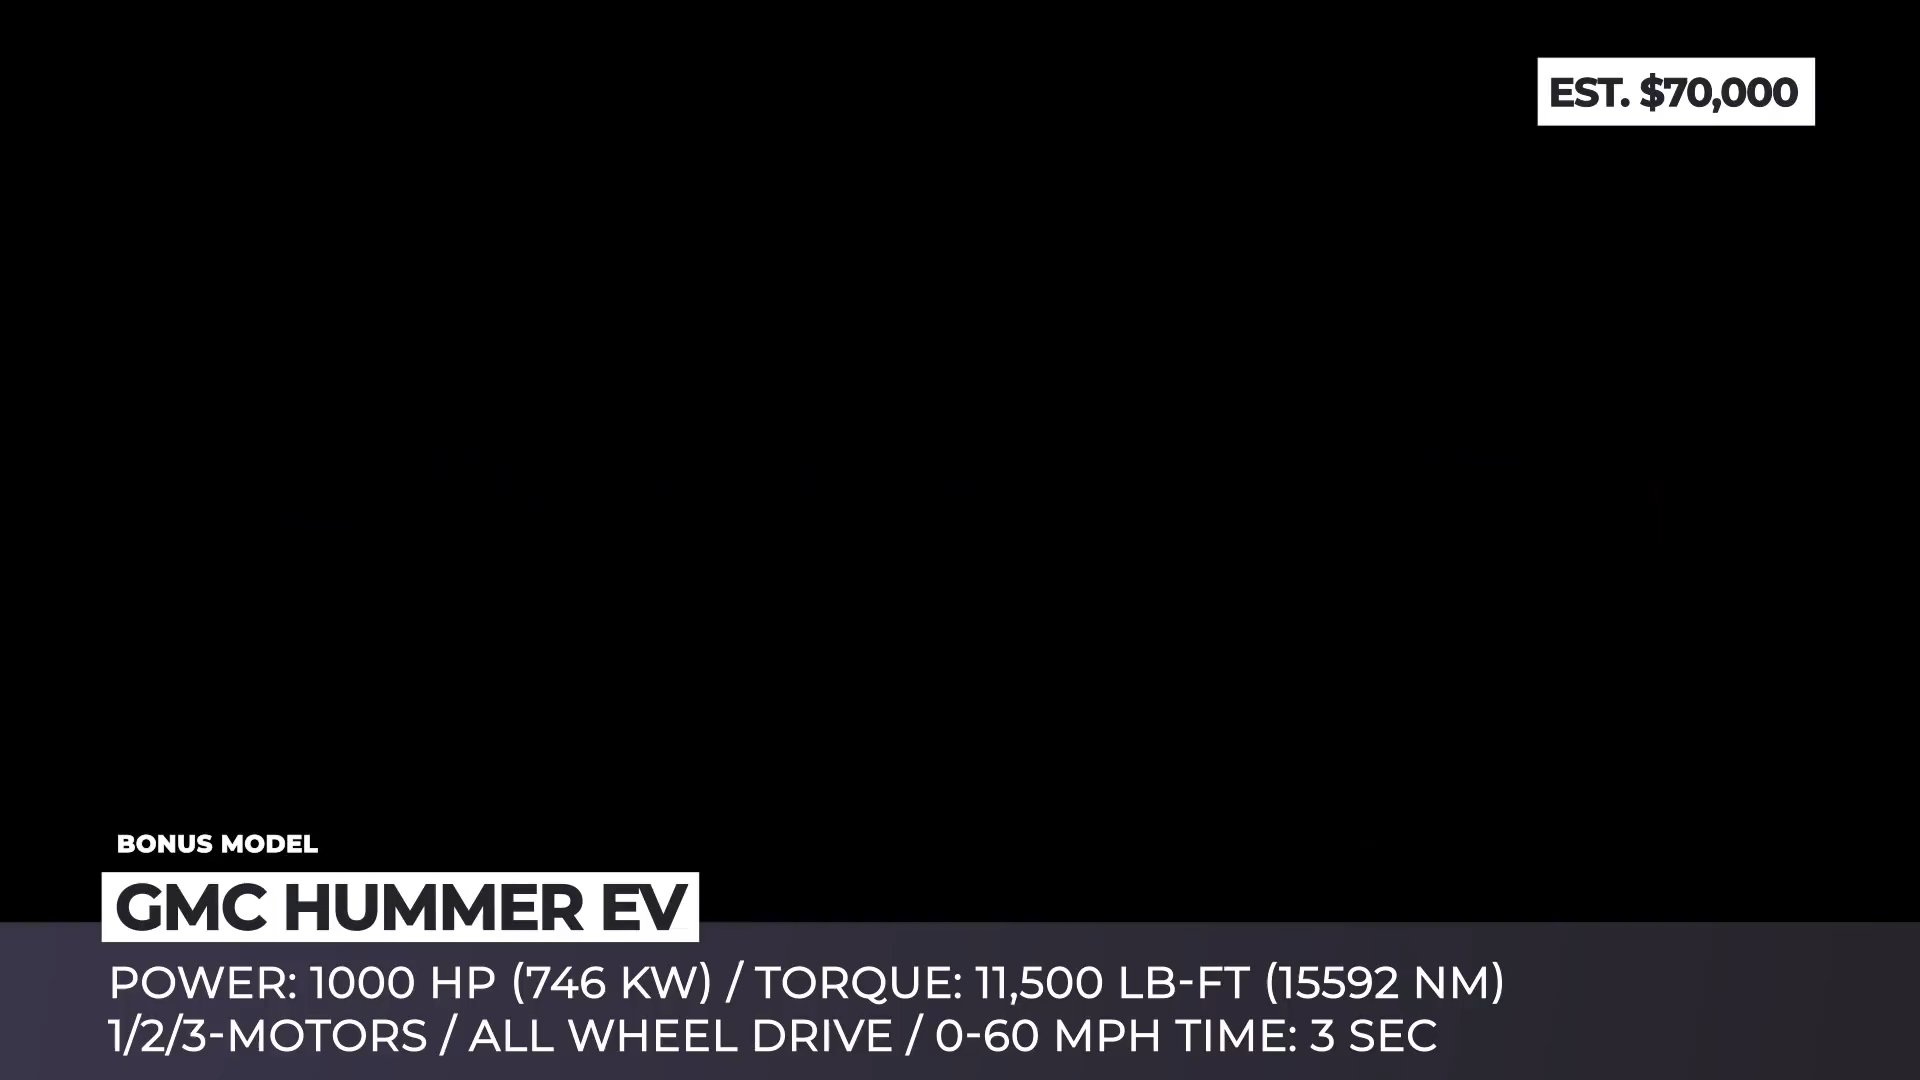 EST. $70,000
BONUS MODEL
GMC HUMMER EV
POWER: 1000 HP (746 KW) / TORQUE: 11,500 LB-FT (15592 NM)
1/2/3-MOTORS / ALL WHEEL DRIVE / 0-60 MPH TIME: 3 SEC